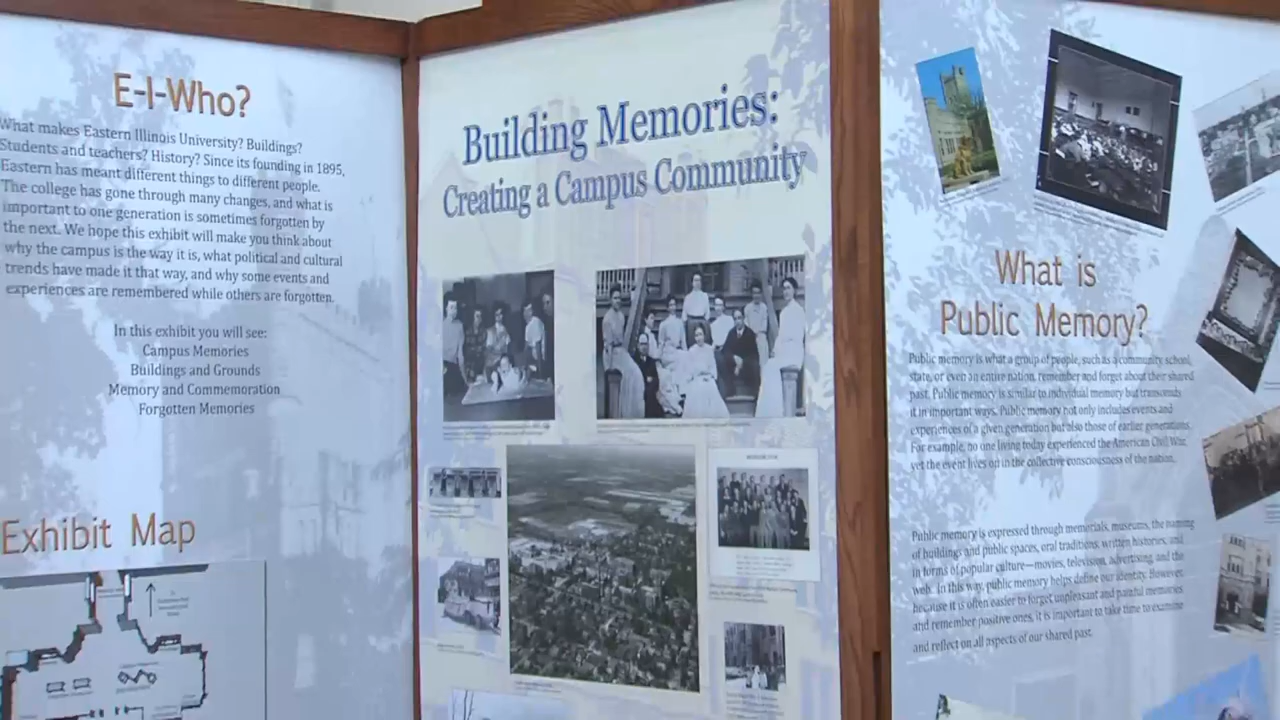 E-I-Who?
What makes Eastern Illinois University? Buildings?
Students and teachers? History? Since its founding in 1895,
Eastern has meant different things to different people.
The college has gone through many changes, and what is
important to one generation is sometimes forgotten by
the next. We hope this exhibit will make you think about
why the campus is the way it is, what political and cultural
trends have made it that way, and why some events and
experiences are remembered while others are forgotten.
In this exhibit you will see:
Campus Memories
Buildings and Grounds
Memory and Commemoration
Forgotten Memories
Exhibit Map
Building Memories:
Creating a Campus Community
What is
Public Memory?
Public memory is what a group of people, such as a community, school,
state, or even an entire nation, remember and forget about their shared
past. Public memory is similar to individual memory but transcends
it in important ways. Public memory not only includes events and
experiences of a given generation but also those of earlier generations.
For example, no one living today experienced the American Civil War,
yet the event lives on in the collective consciousness of the nation.
Public memory is expressed through memorials, museums, the naming
of buildings and public spaces, oral traditions, written histories, and
in forms of popular culture—movies, television, advertising, and the
web. In this way, public memory helps define our identity. However,
because it is often easier to forget unpleasant and painful memories
and remember positive ones, it is important to take time to examine
and reflect on all aspects of our shared past.